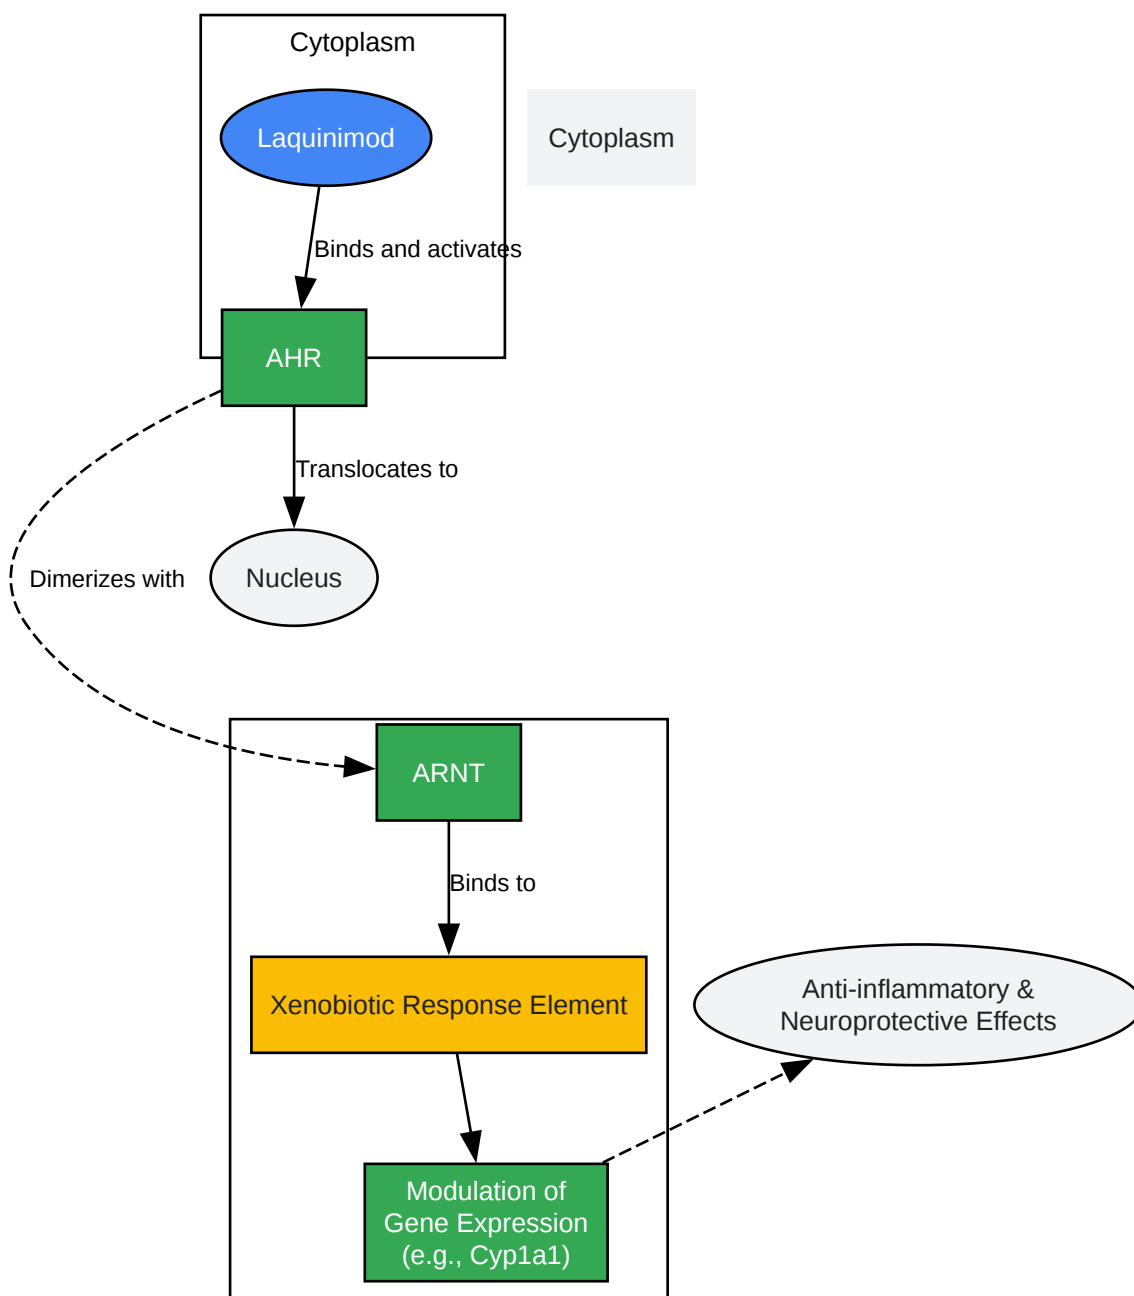 Cytoplasm
Laquinimod
Cytoplasm
Binds and activates
AHR
Translocates to
Dimerizes with
Nucleus
ARNT
Binds to
Xenobiotic Response Element
Anti-inflammatory &
Neuroprotective Effects
Modulation of
Gene Expression
(e.g., Cyp1a1)